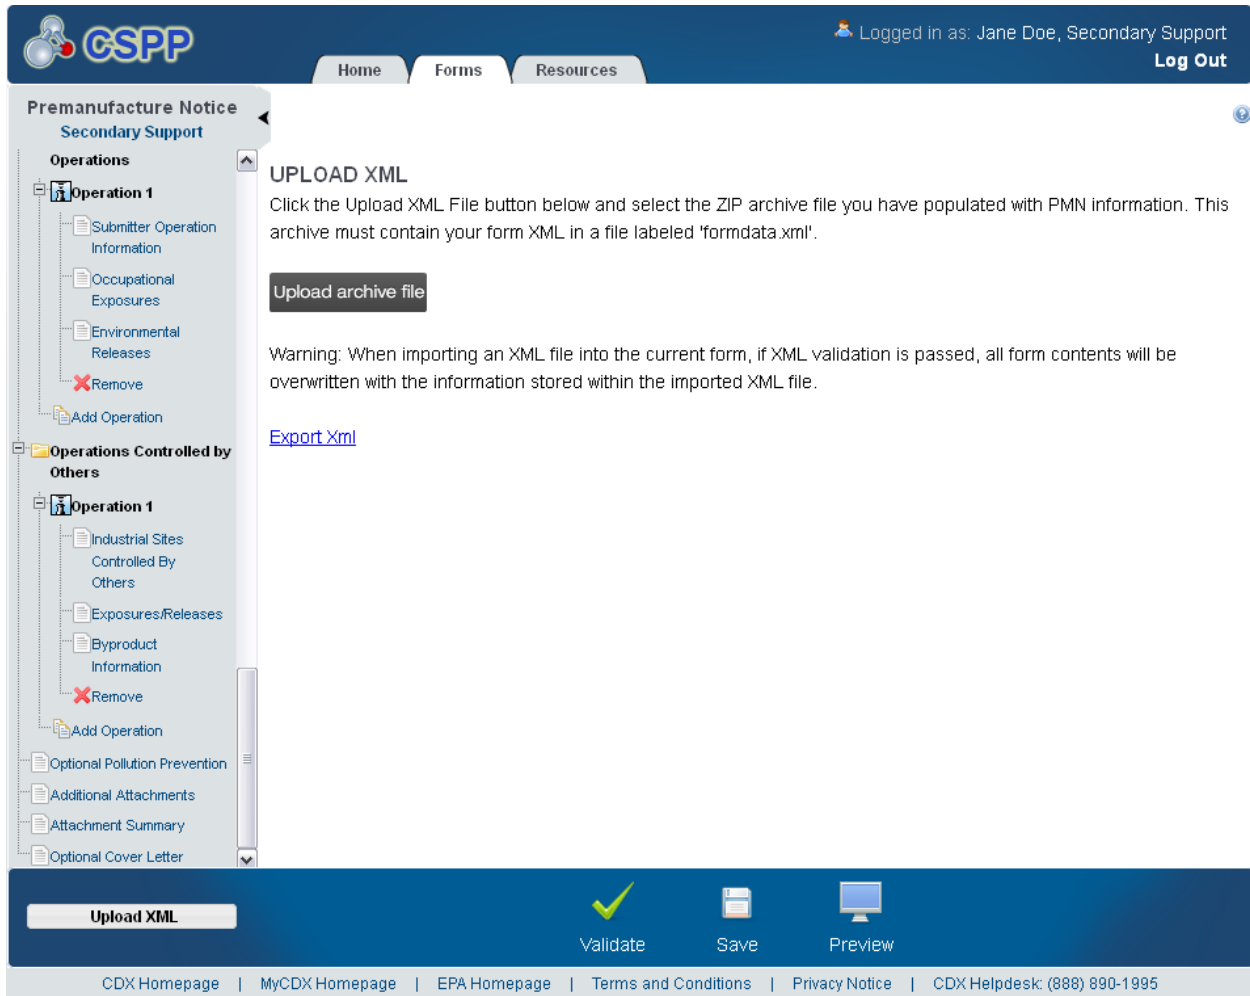 CSPP
Logged in as: Jane Doe, Secondary Support
Log Out
Home Forms Resources
Premanufacture Notice
Secondary Support
Operations
Operation 1
Submitter Operation
Information
Occupational
Exposures
Environmental
Releases
Remove
Add Operation
Operations Controlled by
Others
Operation 1
Industrial Sites
Controlled By
Others
Exposures/Releases
Byproduct
Information
Remove
Add Operation
Optional Pollution Prevention
Additional Attachments
Attachment Summary
Optional Cover Letter
UPLOAD XML
Click the Upload XML File button below and select the ZIP archive file you have populated with PMN information. This
archive must contain your form XML in a file labeled 'formdata.xml'.
Upload archive file
Warning: When importing an XML file into the current form, if XML validation is passed, all form contents will be
overwritten with the information stored within the imported XML file.
Export Xml
Upload XML
Validate Save Preview
CDX Homepage | MyCDX Homepage | EPA Homepage | Terms and Conditions | Privacy Notice | CDX Helpdesk: (888) 890-1995